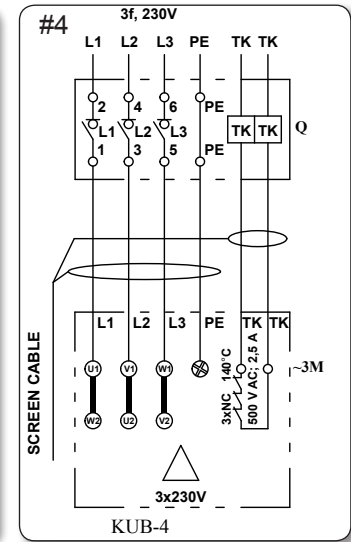 #4
3f, 230V
L1 L2 L3 PE TK TK
2 4 6 PE
L1 L2 L3 TK TK Q
1 3 5 PE
SCREEN CABLE
L1 L2 L3 PE TK TK
U1 V1 W1
3xNC 140°C
500 V AC; 2,5 A
~3M
W2 U2 V2
3x230V
KUB-4